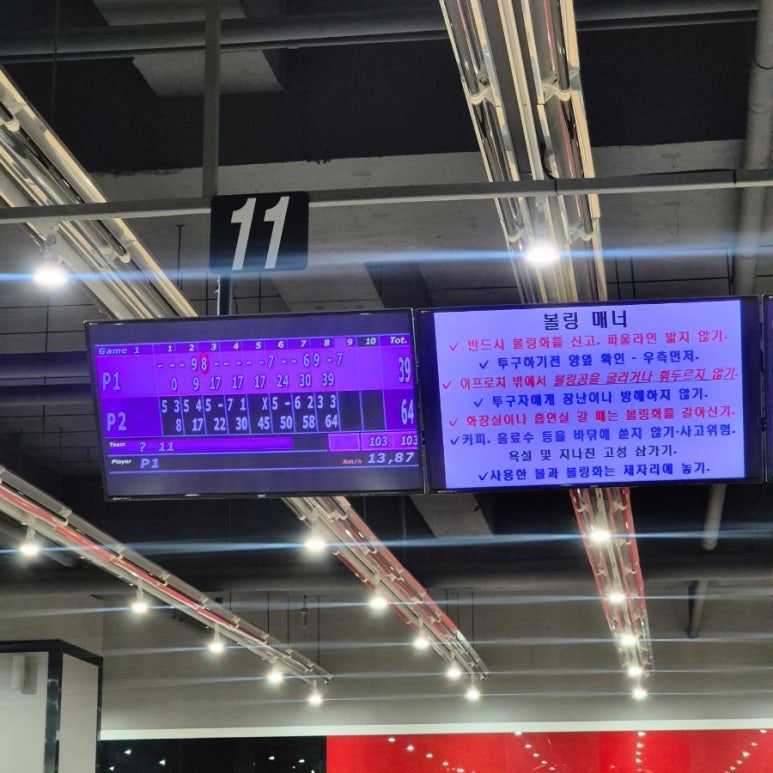 11
Game 1 1 2 3 4 5 6 7 8 9 10 Tot.
P1 - - - 9 8 - - - - - 7 - - 6 9 - 7 39
0 9 17 17 17 24 30 39
P2 5 3 5 4 5 - 7 1 X 5 - 6 2 3 3 64
8 17 22 30 45 50 58 64
Team ? 11 103 103
Player P1 Km/h 13,87
볼링 매너
✓ 반드시 볼링화를 신고, 파울라인 밟지 않기.
✓ 투구하기전 양옆 확인 - 우측먼저.
✓ 어프로치 밖에서 볼링공을 굴리거나 휘두르지 않기.
✓ 투구자에게 장난이나 방해하지 않기.
✓ 화장실이나 흡연실 갈 때는 볼링화를 갈아신기.
✓커피, 음료수 등을 바닦에 쏟지 않기-사고위험.
욕설 및 지나친 고성 삼가기.
✓사용한 볼과 볼링화는 제자리에 놓기.